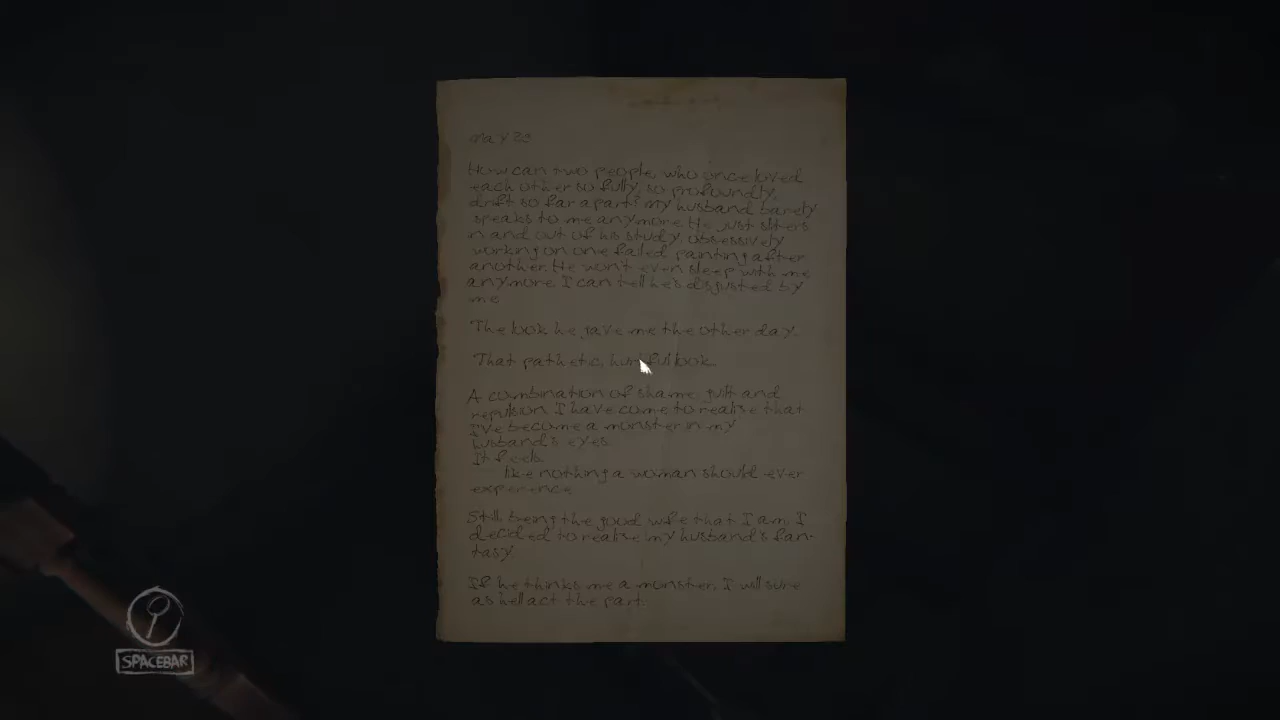 May 23
How can two people, who once loved
each other so fully, so profoundly,
drift so far apart? My husband barely
speaks to me anymore. He just slithers
in and out of his study, obsessively
working on one failed painting after
another. He won't even sleep with me
anymore. I can tell he's disgusted by
me.
The look he gave me the other day.
That pathetic, hurtful look.
A combination of shame, guilt and
repulsion. I have come to realise that
I've become a monster in my
husband's eyes.
It feels
like nothing a woman should ever
experience.
Still, being the good wife that I am, I
decided to realise my husband's fan-
tasy.
If he thinks me a monster, I will sure
as hell act the part.
SPACEBAR